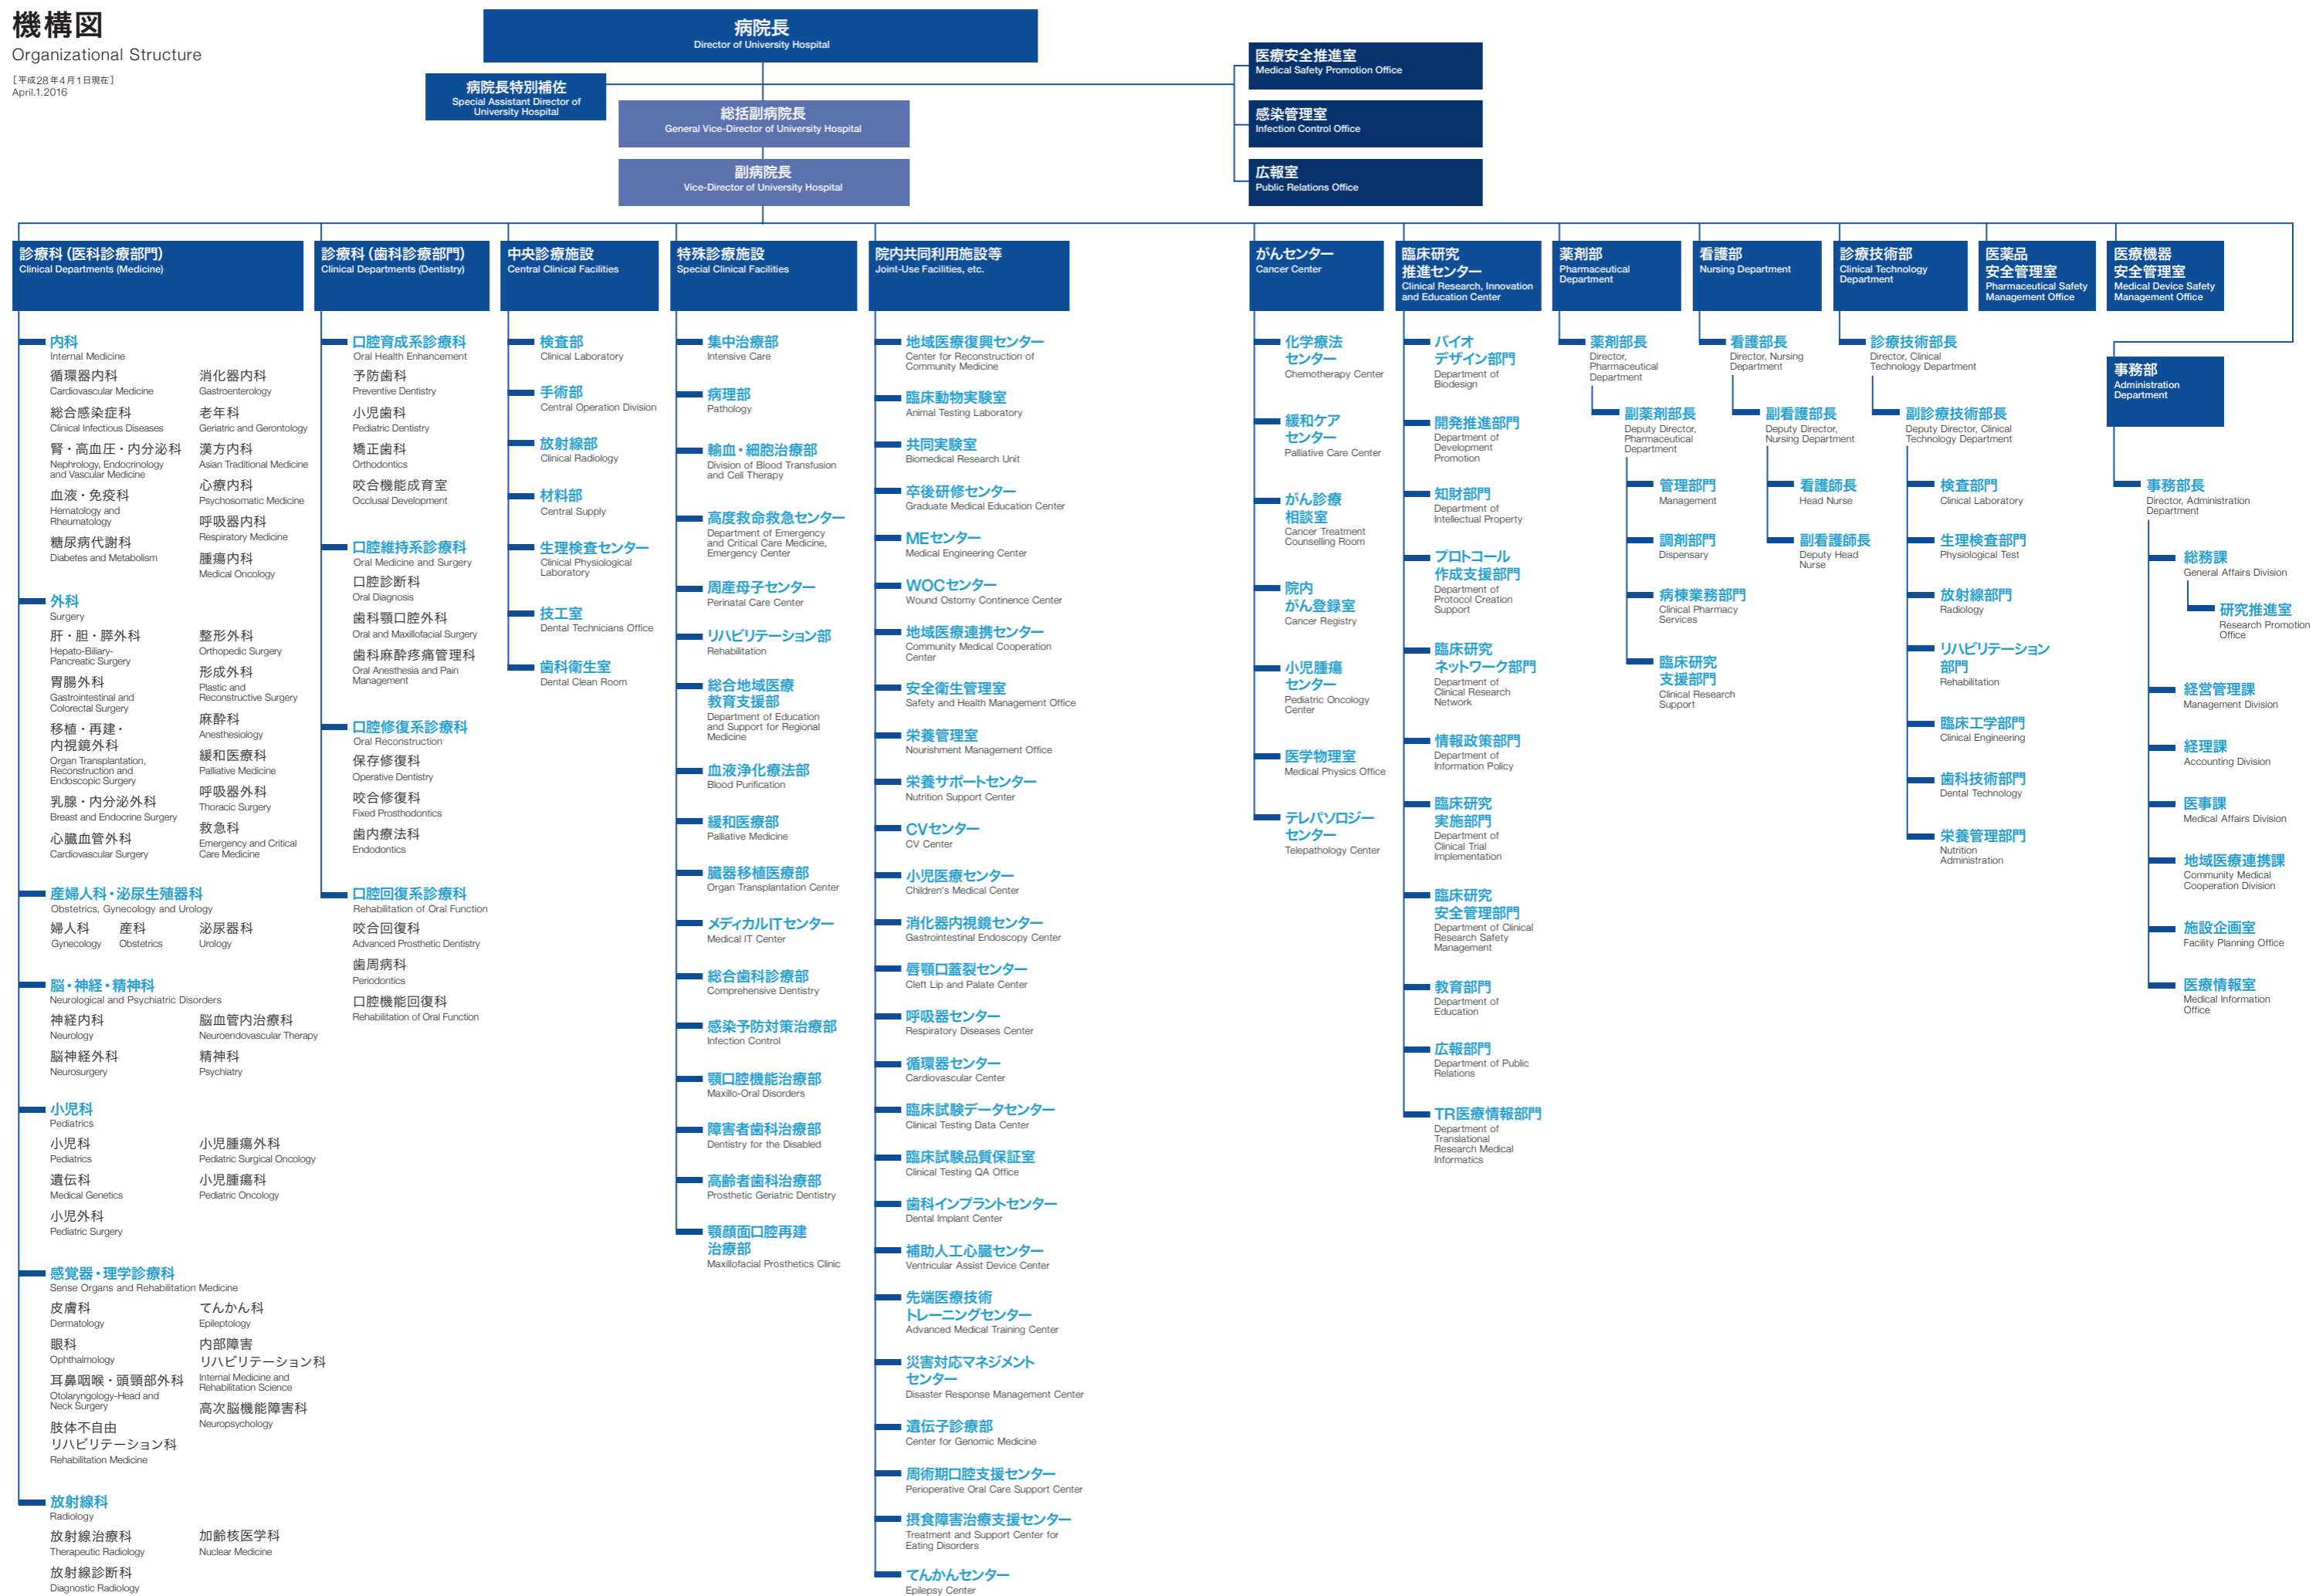 機構図
Organizational Structure
[平成28年4月1日現在]
April.1.2016
病院長
Director of University Hospital
病院長特別補佐
Special Assistant Director of
University Hospital
総括副病院長
General Vice-Director of University Hospital
副病院長
Vice-Director of University Hospital
医療安全推進室
Medical Safety Promotion Office
感染管理室
Infection Control Office
広報室
Public Relations Office
診療科（医科診療部門）
Clinical Departments (Medicine)
内科
Internal Medicine
循環器内科
Cardiovascular Medicine
総合感染症科
Clinical Infectious Diseases
腎・高血圧・内分泌科
Nephrology, Endocrinology
and Vascular Medicine
血液・免疫科
Hematology and
Rheumatology
糖尿病代謝科
Diabetes and Metabolism
消化器内科
Gastroenterology
老年科
Geriatric and Gerontology
漢方内科
Asian Traditional Medicine
心療内科
Psychosomatic Medicine
呼吸器内科
Respiratory Medicine
腫瘍内科
Medical Oncology
外科
Surgery
肝・胆・膵外科
Hepato-Biliary-
Pancreatic Surgery
胃腸外科
Gastrointestinal and
Colorectal Surgery
移植・再建・
内視鏡外科
Organ Transplantation,
Reconstruction and
Endoscopic Surgery
乳腺・内分泌外科
Breast and Endocrine Surgery
心臓血管外科
Cardiovascular Surgery
整形外科
Orthopedic Surgery
形成外科
Plastic and
Reconstructive Surgery
麻酔科
Anesthesiology
緩和医療科
Palliative Medicine
呼吸器外科
Thoracic Surgery
救急科
Emergency and Critical
Care Medicine
産婦人科・泌尿生殖器科
Obstetrics, Gynecology and Urology
婦人科 産科 泌尿器科
Gynecology Obstetrics Urology
脳・神経・精神科
Neurological and Psychiatric Disorders
神経内科
Neurology
脳神経外科
Neurosurgery
脳血管内治療科
Neuroendovascular Therapy
精神科
Psychiatry
小児科
Pediatrics
小児科
Pediatrics
遺伝科
Medical Genetics
小児外科
Pediatric Surgery
小児腫瘍外科
Pediatric Surgical Oncology
小児腫瘍科
Pediatric Oncology
感覚器・理学診療科
Sense Organs and Rehabilitation Medicine
皮膚科
Dermatology
眼科
Ophthalmology
耳鼻咽喉・頭頸部外科
Otolaryngology-Head and
Neck Surgery
肢体不自由
リハビリテーション科
Rehabilitation Medicine
てんかん科
Epileptology
内部障害
リハビリテーション科
Internal Medicine and
Rehabilitation Science
高次脳機能障害科
Neuropsychology
放射線科
Radiology
放射線治療科
Therapeutic Radiology
放射線診断科
Diagnostic Radiology
加齢核医学科
Nuclear Medicine
診療科（歯科診療部門）
Clinical Departments (Dentistry)
口腔育成系診療科
Oral Health Enhancement
予防歯科
Preventive Dentistry
小児歯科
Pediatric Dentistry
矯正歯科
Orthodontics
咬合機能成育室
Occlusal Development
口腔維持系診療科
Oral Medicine and Surgery
口腔診断科
Oral Diagnosis
歯科顎口腔外科
Oral and Maxillofacial Surgery
歯科麻酔疼痛管理科
Oral Anesthesia and Pain
Management
口腔修復系診療科
Oral Reconstruction
保存修復科
Operative Dentistry
咬合修復科
Fixed Prosthodontics
歯内療法科
Endodontics
口腔回復系診療科
Rehabilitation of Oral Function
咬合回復科
Advanced Prosthetic Dentistry
歯周病科
Periodontics
口腔機能回復科
Rehabilitation of Oral Function
中央診療施設
Central Clinical Facilities
検査部
Clinical Laboratory
手術部
Central Operation Division
放射線部
Clinical Radiology
材料部
Central Supply
生理検査センター
Clinical Physiological
Laboratory
技工室
Dental Technicians Office
歯科衛生室
Dental Clean Room
特殊診療施設
Special Clinical Facilities
集中治療部
Intensive Care
病理部
Pathology
輸血・細胞治療部
Division of Blood Transfusion
and Cell Therapy
高度救命救急センター
Department of Emergency
and Critical Care Medicine,
Emergency Center
周産母子センター
Perinatal Care Center
リハビリテーション部
Rehabilitation
総合地域医療
教育支援部
Department of Education
and Support for Regional
Medicine
血液浄化療法部
Blood Purification
緩和医療部
Palliative Medicine
臓器移植医療部
Organ Transplantation Center
メディカルITセンター
Medical IT Center
総合歯科診療部
Comprehensive Dentistry
感染予防対策治療部
Infection Control
顎口腔機能治療部
Maxillo-Oral Disorders
障害者歯科治療部
Dentistry for the Disabled
高齢者歯科治療部
Prosthetic Geriatric Dentistry
顎顔面口腔再建
治療部
Maxillofacial Prosthetics Clinic
院内共同利用施設等
Joint-Use Facilities, etc.
地域医療復興センター
Center for Reconstruction of
Community Medicine
臨床動物実験室
Animal Testing Laboratory
共同実験室
Biomedical Research Unit
卒後研修センター
Graduate Medical Education Center
MEセンター
Medical Engineering Center
WOCセンター
Wound Ostomy Continence Center
地域医療連携センター
Community Medical Cooperation
Center
安全衛生管理室
Safety and Health Management Office
栄養管理室
Nourishment Management Office
栄養サポートセンター
Nutrition Support Center
CVセンター
CV Center
小児医療センター
Children's Medical Center
消化器内視鏡センター
Gastrointestinal Endoscopy Center
唇顎口蓋裂センター
Cleft Lip and Palate Center
呼吸器センター
Respiratory Diseases Center
循環器センター
Cardiovascular Center
臨床試験データセンター
Clinical Testing Data Center
臨床試験品質保証室
Clinical Testing QA Office
歯科インプラントセンター
Dental Implant Center
補助人工心臓センター
Ventricular Assist Device Center
先端医療技術
トレーニングセンター
Advanced Medical Training Center
災害対応マネジメント
センター
Disaster Response Management Center
遺伝子診療部
Center for Genomic Medicine
周術期口腔支援センター
Perioperative Oral Care Support Center
摂食障害治療支援センター
Treatment and Support Center for
Eating Disorders
てんかんセンター
Epilepsy Center
がんセンター
Cancer Center
化学療法
センター
Chemotherapy Center
緩和ケア
センター
Palliative Care Center
がん診療
相談室
Cancer Treatment
Counselling Room
院内
がん登録室
Cancer Registry
小児腫瘍
センター
Pediatric Oncology
Center
医学物理室
Medical Physics Office
テレパソロジー
センター
Telepathology Center
臨床研究
推進センター
Clinical Research, Innovation
and Education Center
バイオ
デザイン部門
Department of
Biodesign
開発推進部門
Department of
Development
Promotion
知財部門
Department of
Intellectual Property
プロトコール
作成支援部門
Department of
Protocol Creation
Support
臨床研究
ネットワーク部門
Department of
Clinical Research
Network
情報政策部門
Department of
Information Policy
臨床研究
実施部門
Department of
Clinical Trial
Implementation
臨床研究
安全管理部門
Department of Clinical
Research Safety
Management
教育部門
Department of
Education
広報部門
Department of Public
Relations
TR医療情報部門
Department of
Translational
Research Medical
Informatics
薬剤部
Pharmaceutical
Department
薬剤部長
Director,
Pharmaceutical
Department
副薬剤部長
Deputy Director,
Pharmaceutical
Department
管理部門
Management
調剤部門
Dispensary
病棟業務部門
Clinical Pharmacy
Services
臨床研究
支援部門
Clinical Research
Support
看護部
Nursing Department
看護部長
Director, Nursing
Department
副看護部長
Deputy Director,
Nursing Department
看護師長
Head Nurse
副看護師長
Deputy Head
Nurse
診療技術部
Clinical Technology
Department
診療技術部長
Director, Clinical
Technology Department
副診療技術部長
Deputy Director, Clinical
Technology Department
検査部門
Clinical Laboratory
生理検査部門
Physiological Test
放射線部門
Radiology
リハビリテーション
部門
Rehabilitation
臨床工学部門
Clinical Engineering
歯科技術部門
Dental Technology
栄養管理部門
Nutrition
Administration
医薬品
安全管理室
Pharmaceutical Safety
Management Office
医療機器
安全管理室
Medical Device Safety
Management Office
事務部
Administration
Department
事務部長
Director, Administration
Department
総務課
General Affairs Division
研究推進室
Research Promotion
Office
経営管理課
Management Division
経理課
Accounting Division
医事課
Medical Affairs Division
地域医療連携課
Community Medical
Cooperation Division
施設企画室
Facility Planning Office
医療情報室
Medical Information
Office